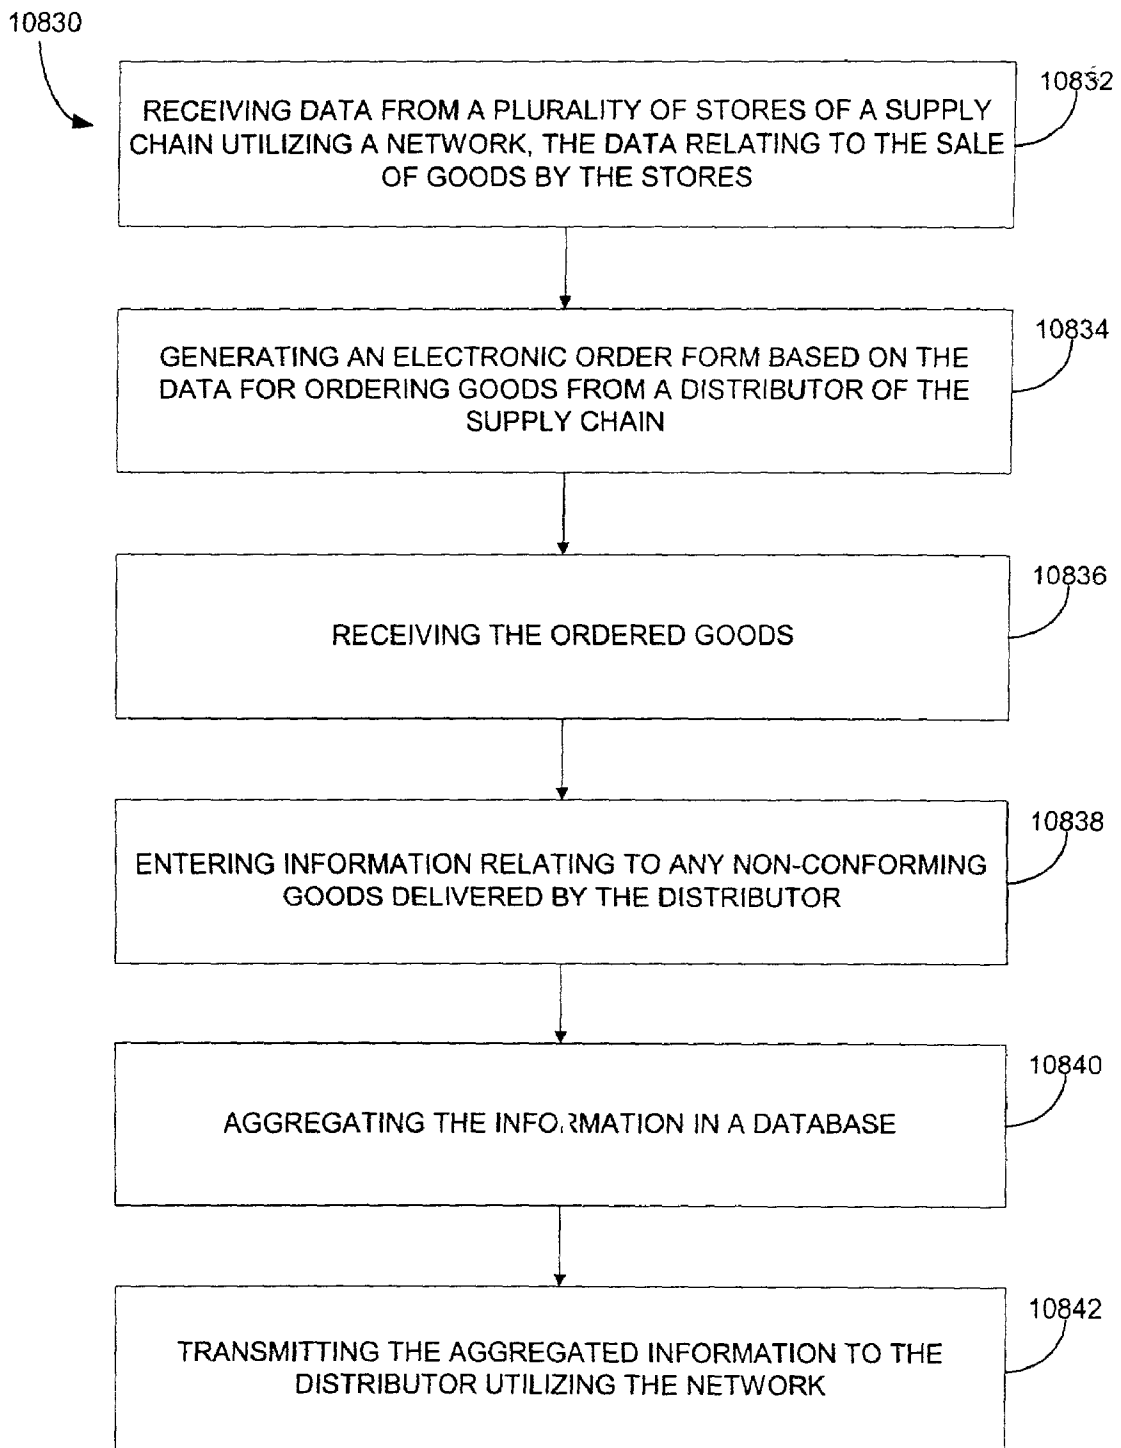 10830
10832
RECEIVING DATA FROM A PLURALITY OF STORES OF A SUPPLY
CHAIN UTILIZING A NETWORK, THE DATA RELATING TO THE SALE
OF GOODS BY THE STORES
10834
GENERATING AN ELECTRONIC ORDER FORM BASED ON THE
DATA FOR ORDERING GOODS FROM A DISTRIBUTOR OF THE
SUPPLY CHAIN
10836
RECEIVING THE ORDERED GOODS
10838
ENTERING INFORMATION RELATING TO ANY NON-CONFORMING
GOODS DELIVERED BY THE DISTRIBUTOR
10840
AGGREGATING THE INFORMATION IN A DATABASE
10842
TRANSMITTING THE AGGREGATED INFORMATION TO THE
DISTRIBUTOR UTILIZING THE NETWORK